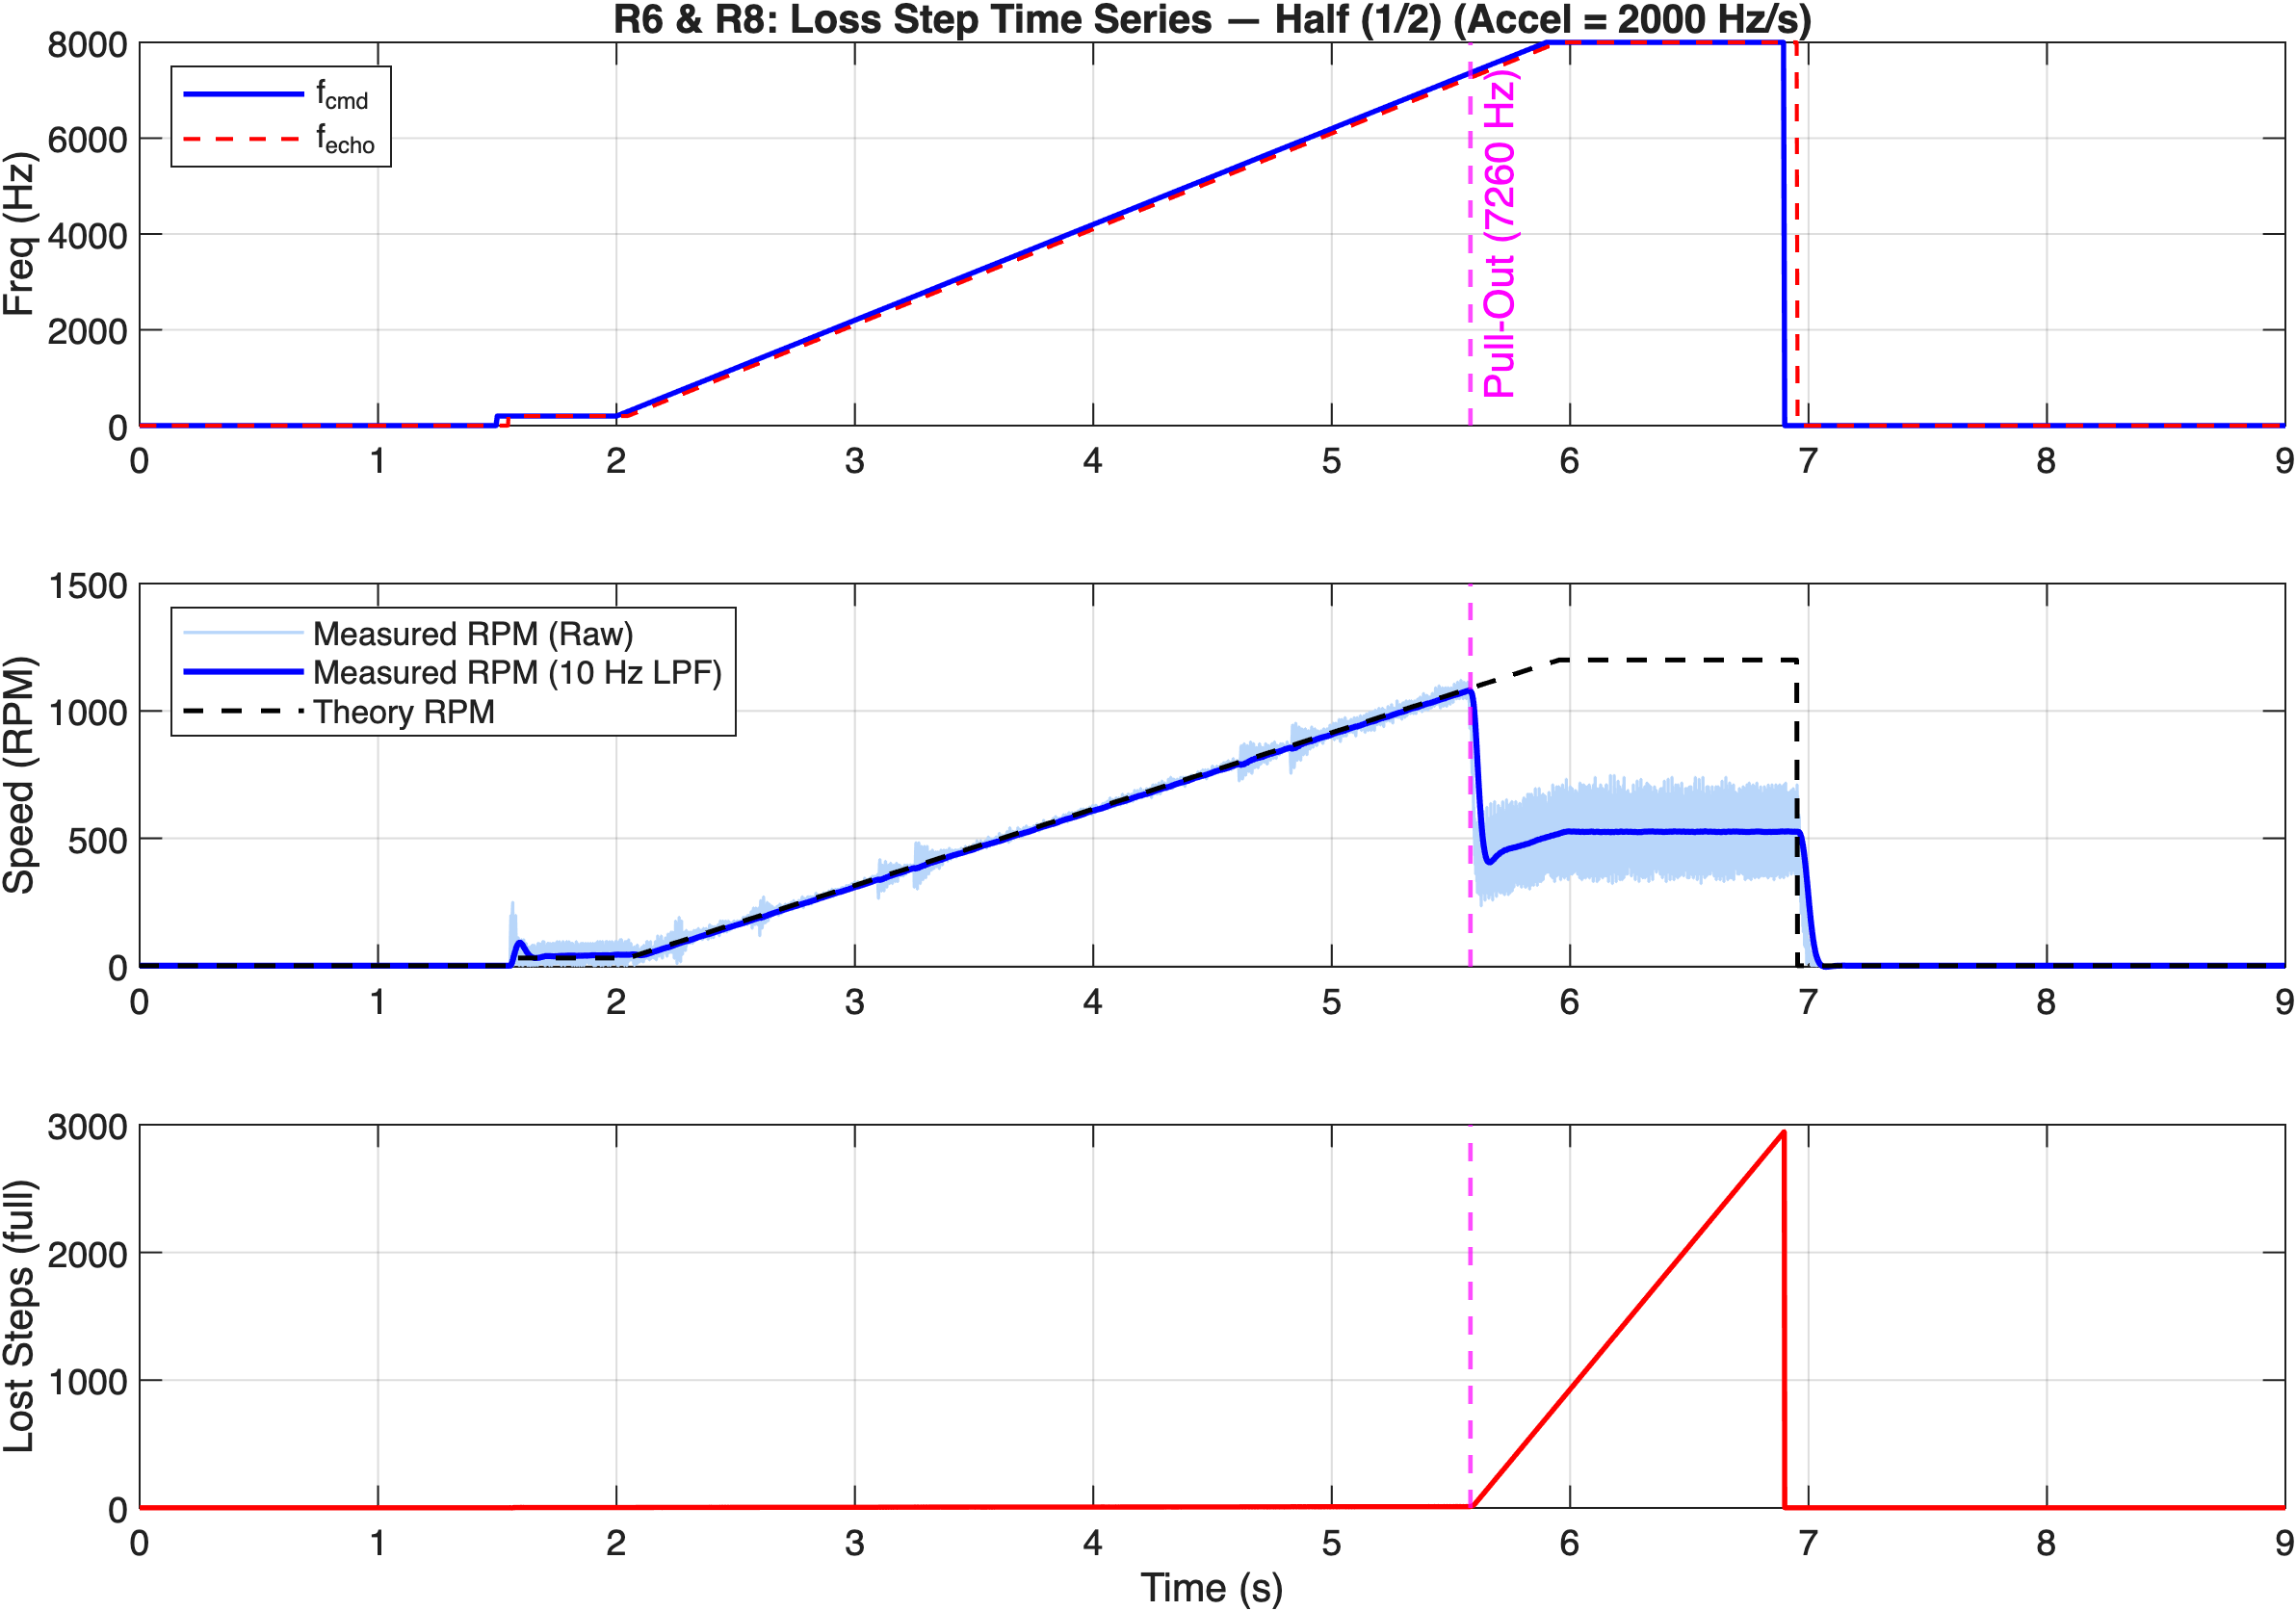 R6 & R8: Loss Step Time Series — Half (1/2) (Accel = 2000 Hz/s)
8000
6000
4000
2000
0
Freq (Hz)
f_cmd
f_echo
Pull-Out (7260 Hz)
0 1 2 3 4 5 6 7 8 9
1500
1000
500
0
Speed (RPM)
Measured RPM (Raw)
Measured RPM (10 Hz LPF)
Theory RPM
0 1 2 3 4 5 6 7 8 9
3000
2000
1000
0
Lost Steps (full)
0 1 2 3 4 5 6 7 8 9
Time (s)